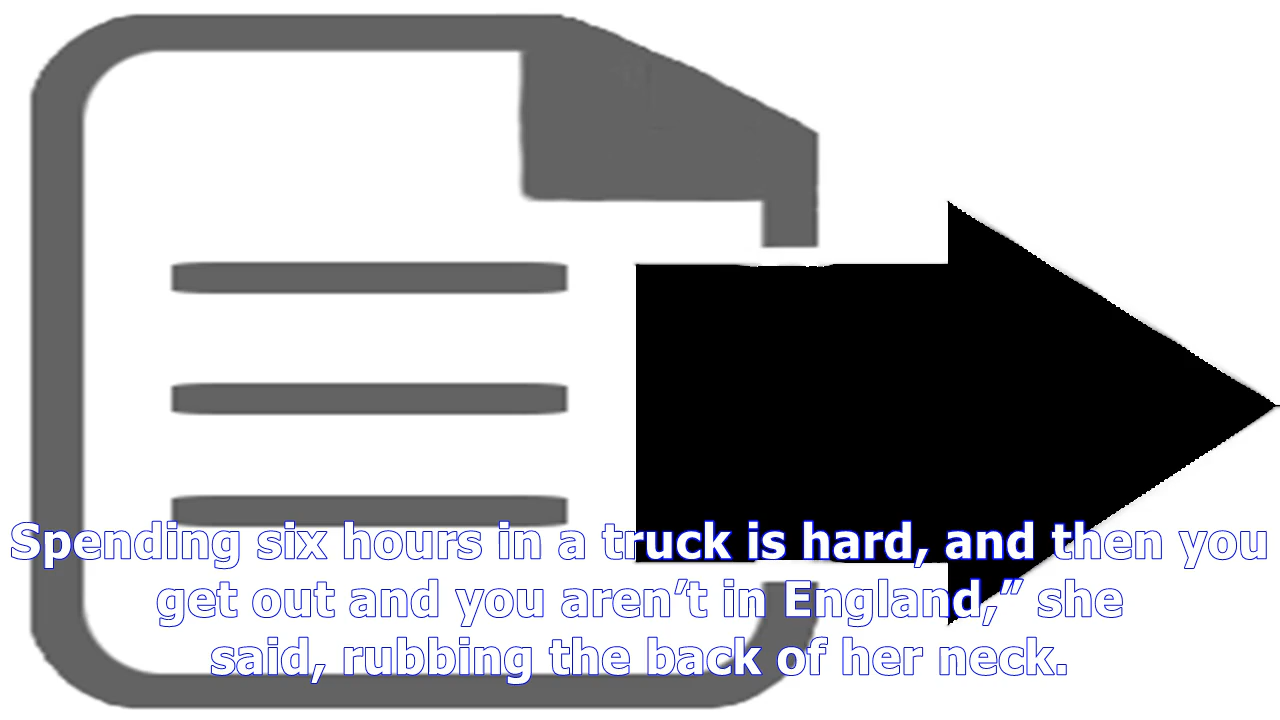 Spending six hours in a truck is hard, and then you
get out and you aren’t in England,” she
said, rubbing the back of her neck.